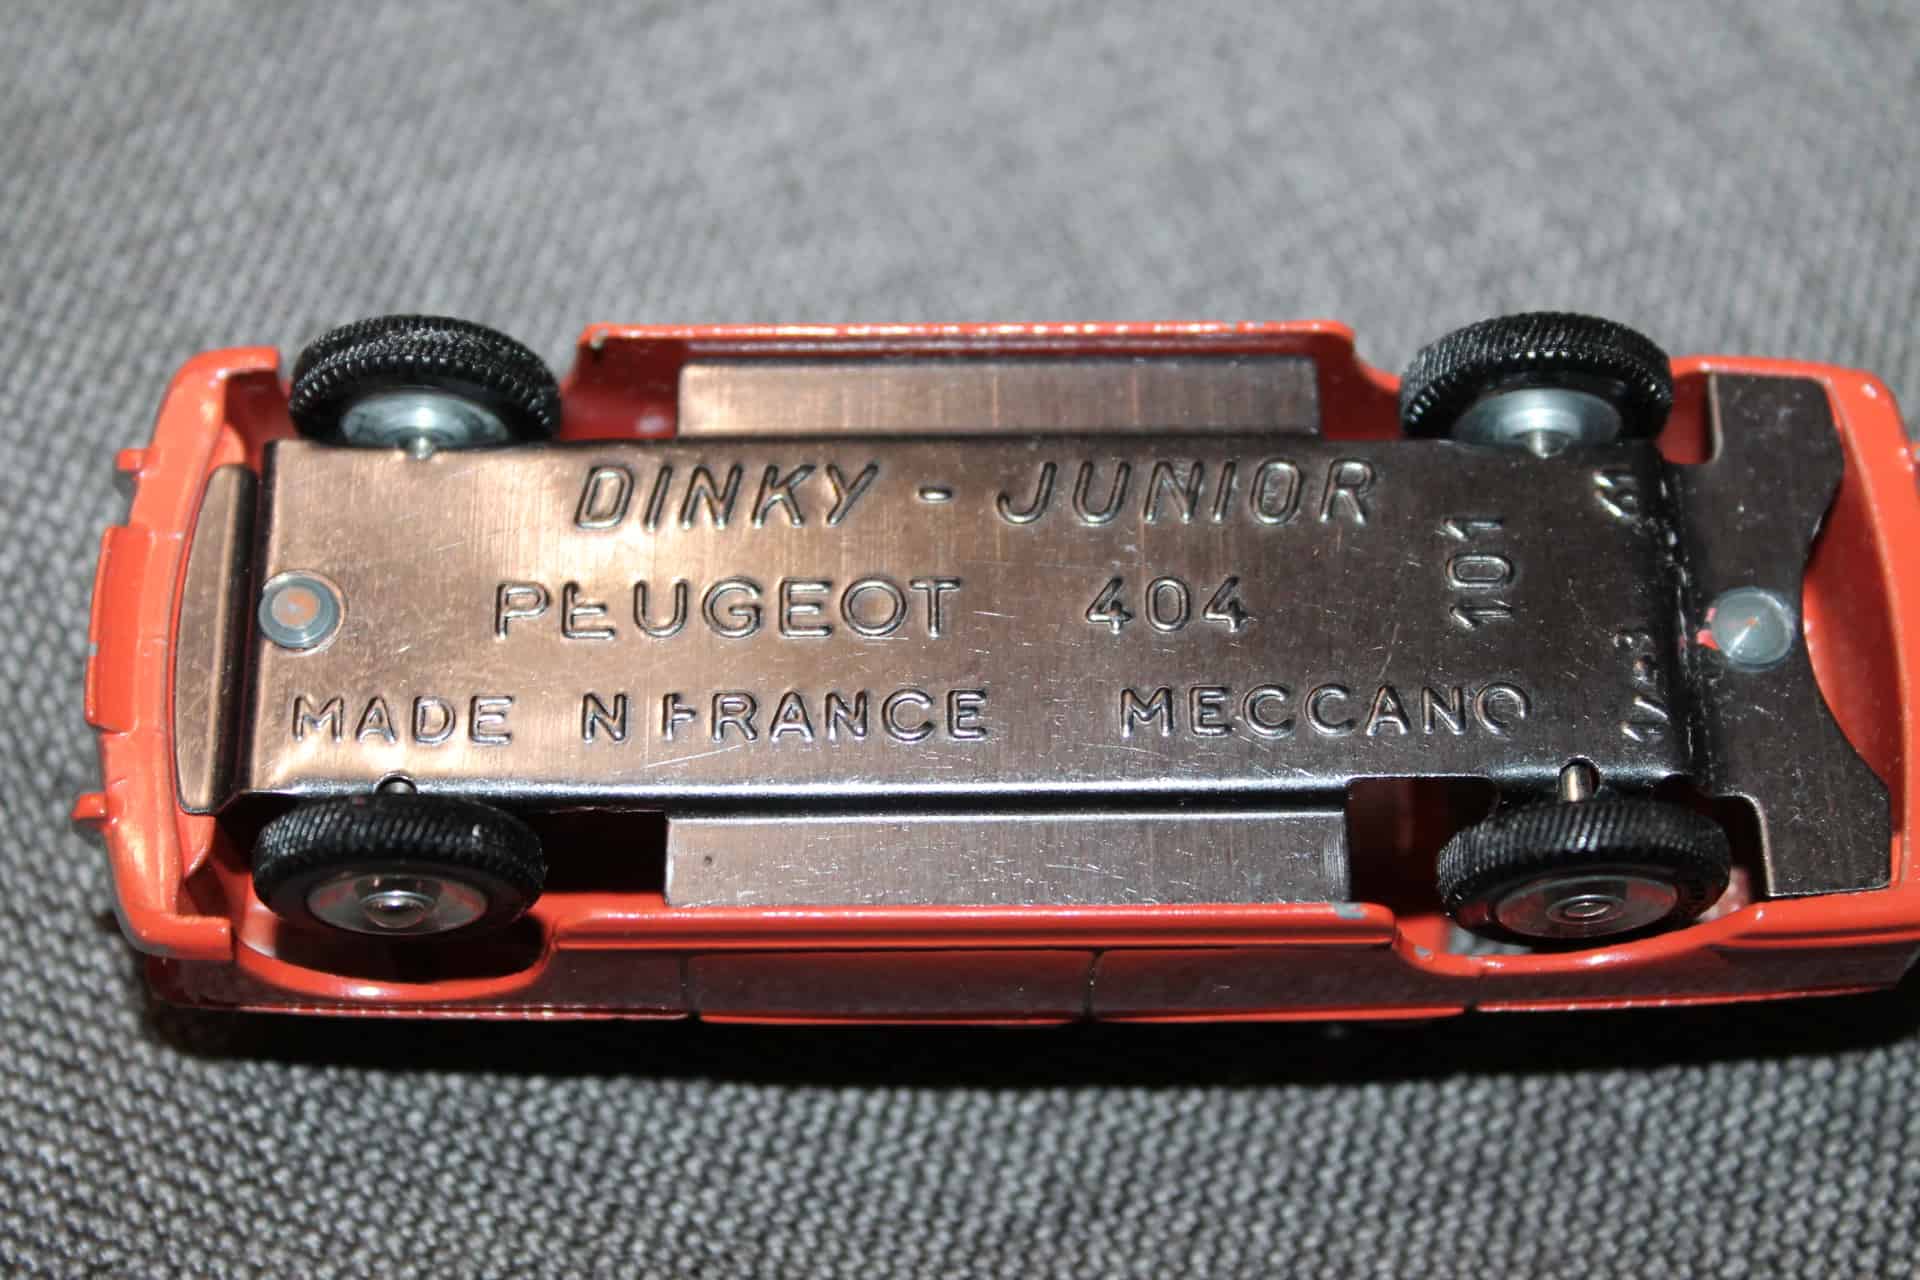 DINKY - JUNIOR
PEUGEOT 404
101
MADE N FRANCE MECCANO